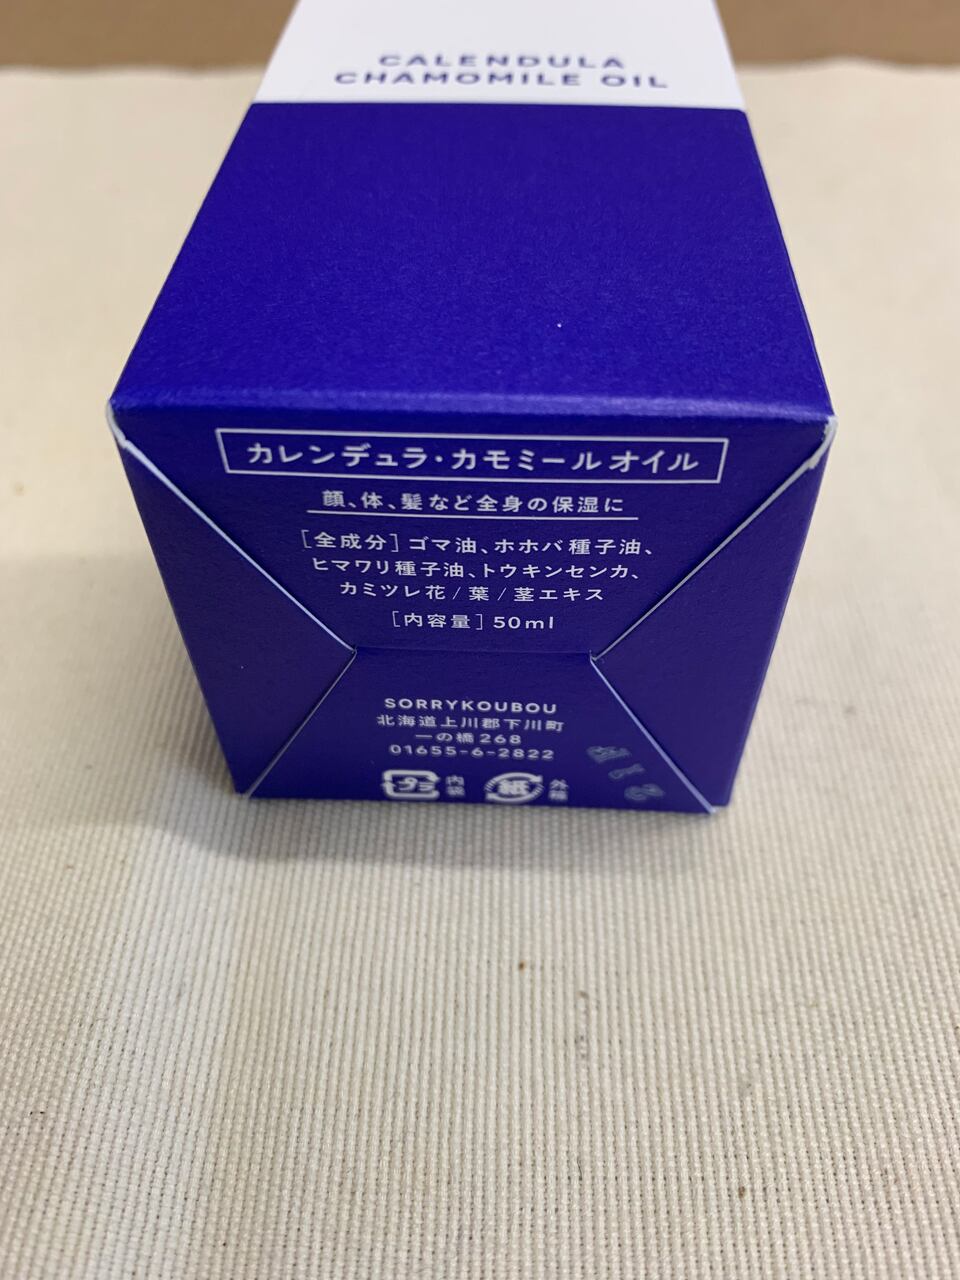 CALENDULA
CHAMOMILE OIL
カレンデュラ・カモミールオイル
顔、体、髪など全身の保湿に
［全成分］ゴマ油、ホホバ種子油、
ヒマワリ種子油、トウキンセンカ、
カミツレ花/葉/茎エキス
［内容量］50ml
SORRYKOUBOU
北海道上川郡下川町
一の橋268
01655-6-2822
プラ 内袋 紙 外箱